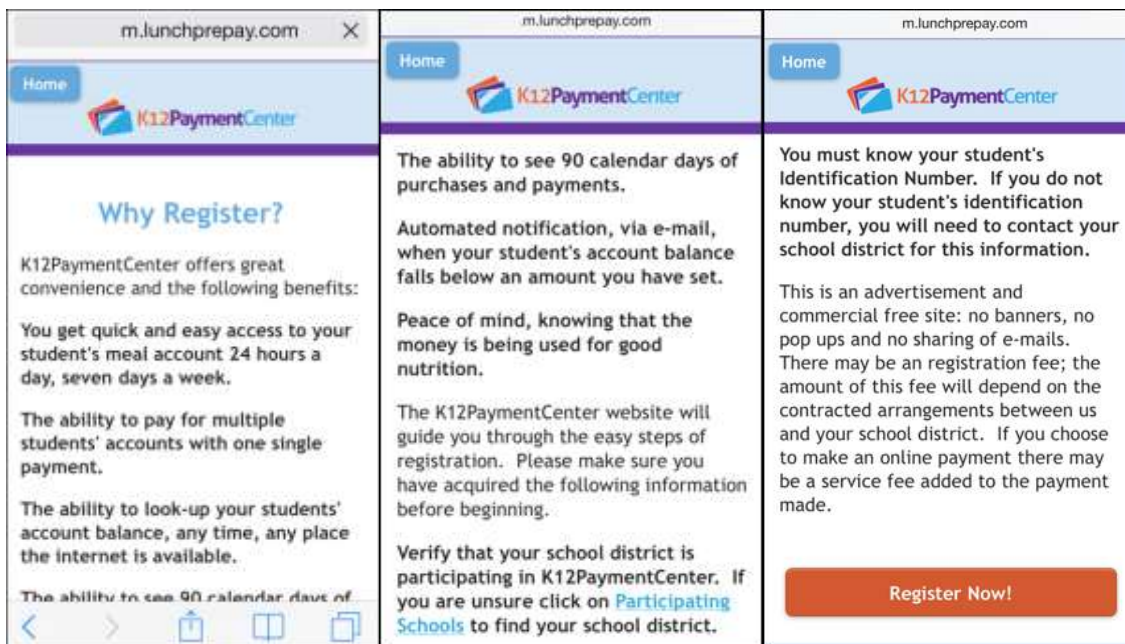 m.lunchprepay.com
Home
K12PaymentCenter
Why Register?
K12PaymentCenter offers great
convenience and the following benefits:
You get quick and easy access to your
student's meal account 24 hours a
day, seven days a week.
The ability to pay for multiple
students' accounts with one single
payment.
The ability to look-up your students'
account balance, any time, any place
the internet is available.
The ability to see 90 calendar days of
m.lunchprepay.com
Home
K12PaymentCenter
The ability to see 90 calendar days of
purchases and payments.
Automated notification, via e-mail,
when your student's account balance
falls below an amount you have set.
Peace of mind, knowing that the
money is being used for good
nutrition.
The K12PaymentCenter website will
guide you through the easy steps of
registration. Please make sure you
have acquired the following information
before beginning.
Verify that your school district is
participating in K12PaymentCenter. If
you are unsure click on Participating
Schools to find your school district.
m.lunchprepay.com
Home
K12PaymentCenter
You must know your student's
Identification Number. If you do not
know your student's identification
number, you will need to contact your
school district for this information.
This is an advertisement and
commercial free site: no banners, no
pop ups and no sharing of e-mails.
There may be an registration fee; the
amount of this fee will depend on the
contracted arrangements between us
and your school district. If you choose
to make an online payment there may
be a service fee added to the payment
made.
Register Now!